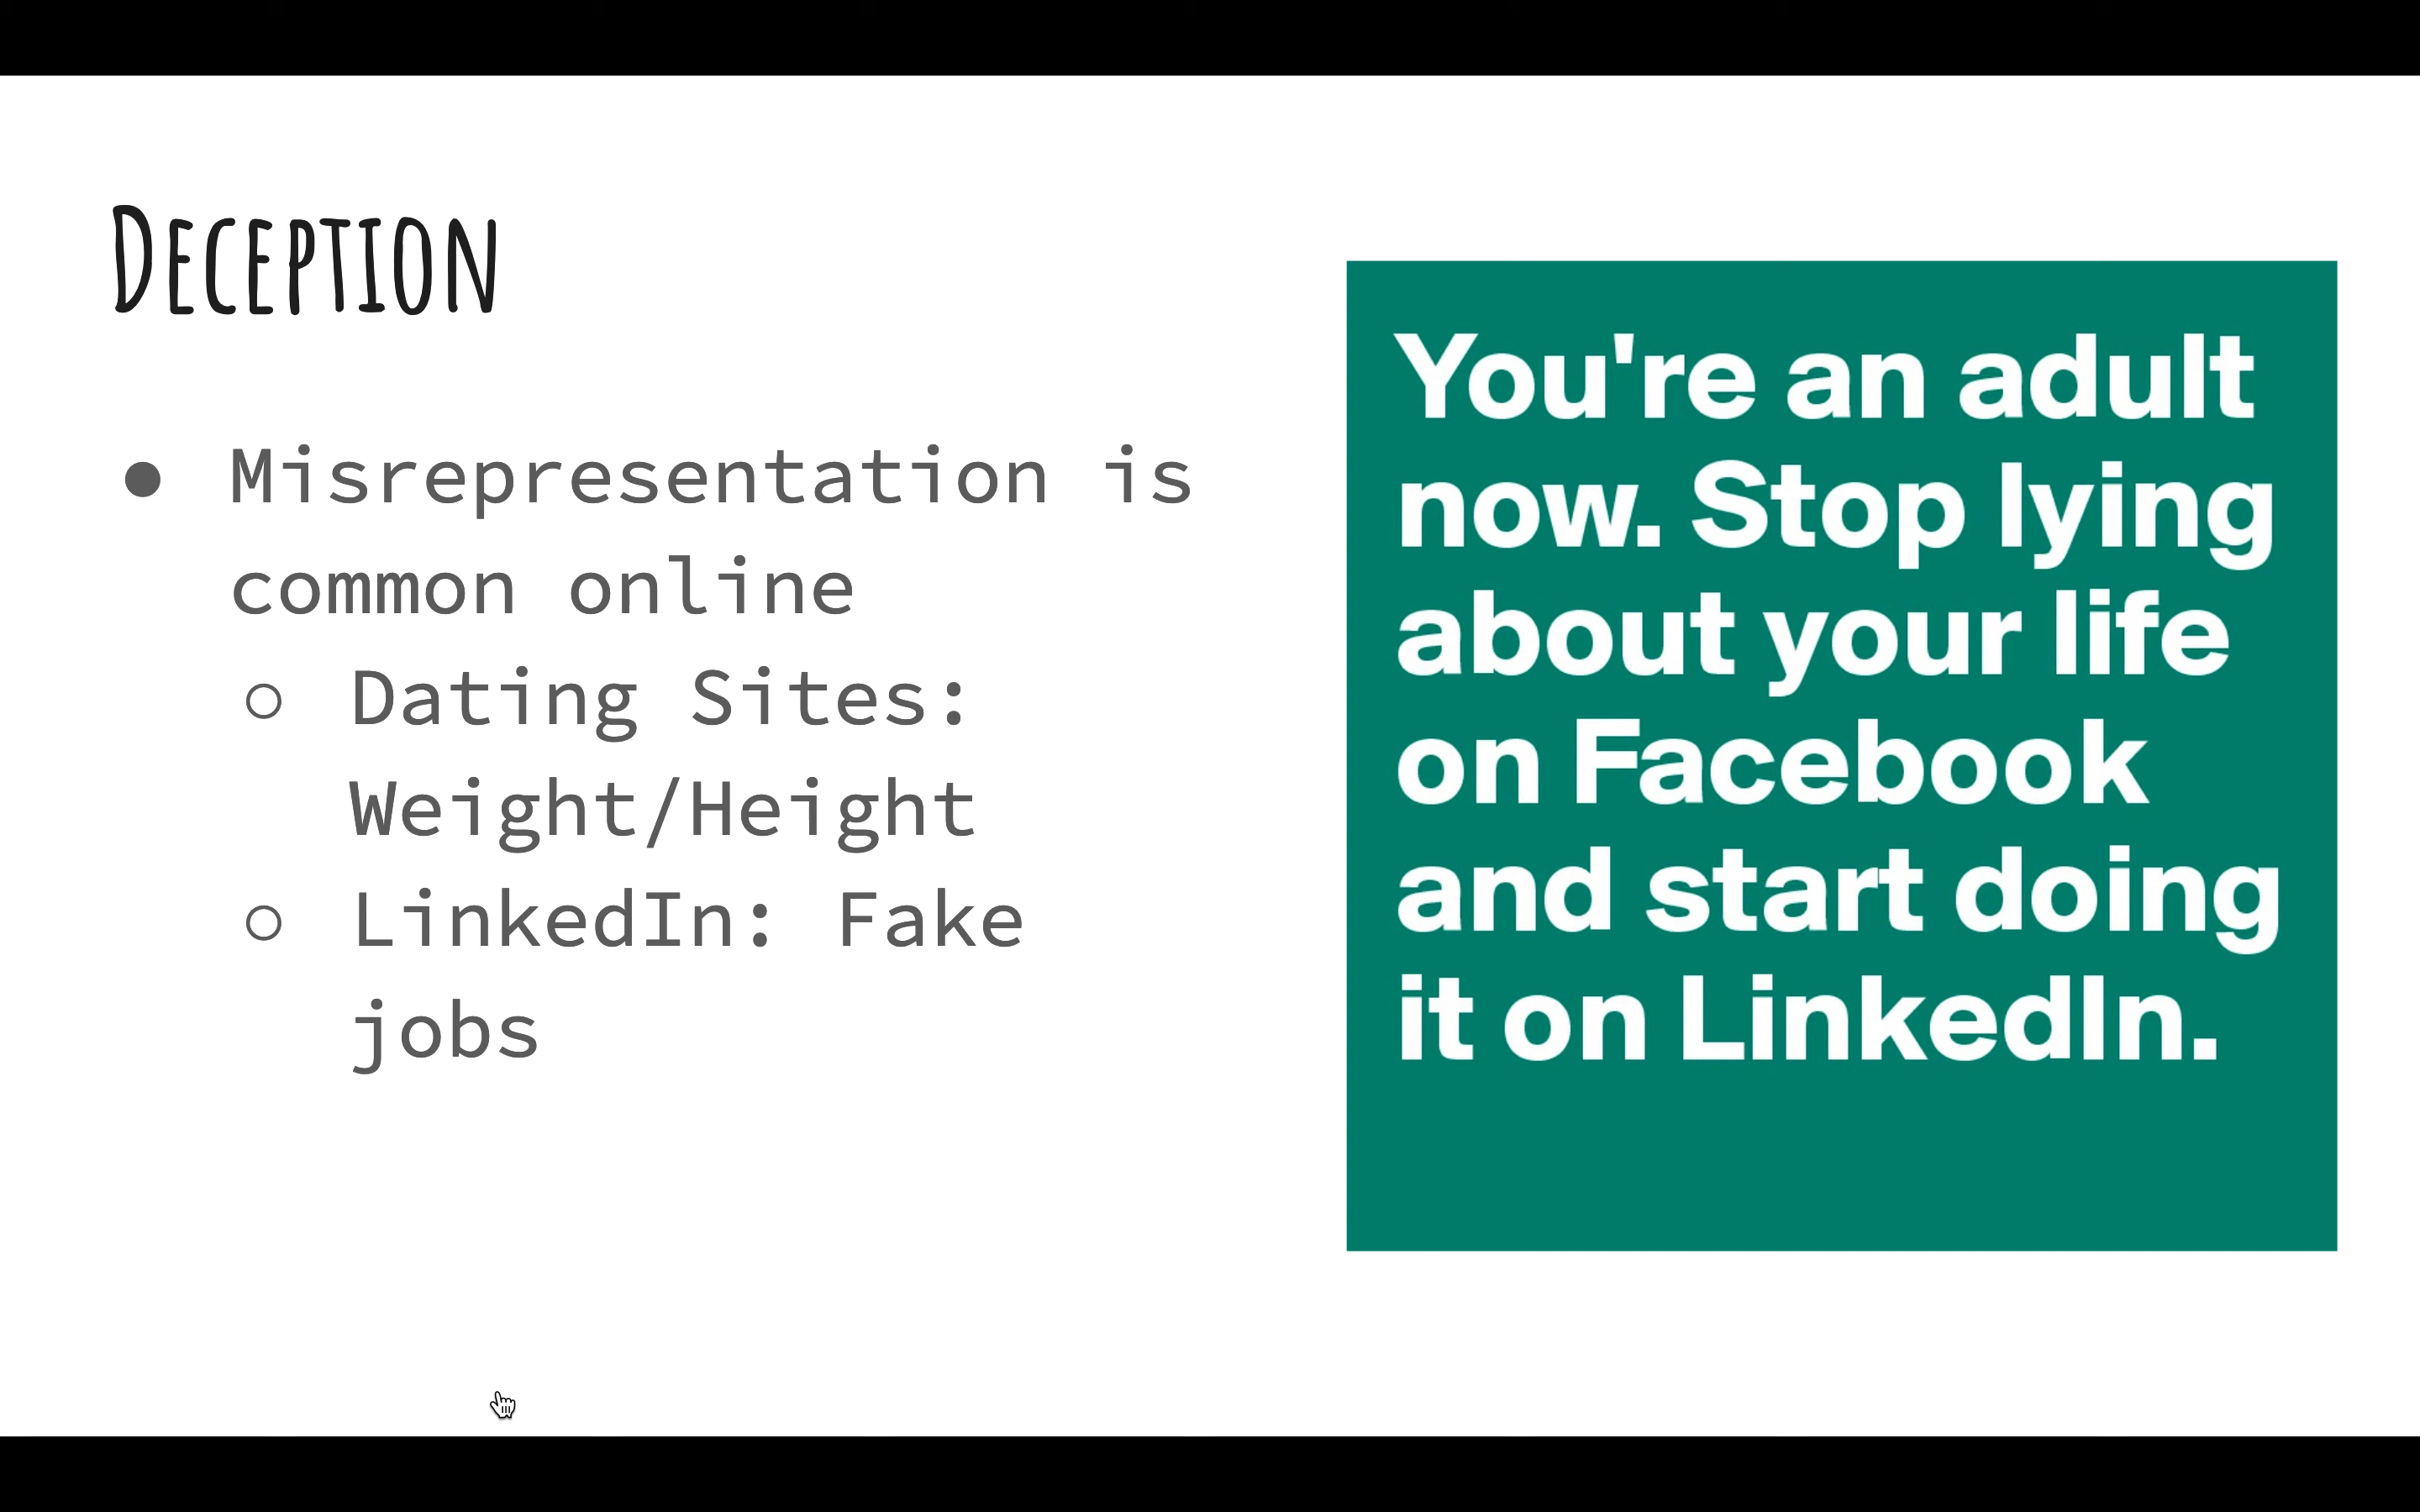 DECEPTION
● Misrepresentation is
common online
○ Dating Sites:
Weight/Height
○ LinkedIn: Fake
jobs
You're an adult
now. Stop lying
about your life
on Facebook
and start doing
it on LinkedIn.